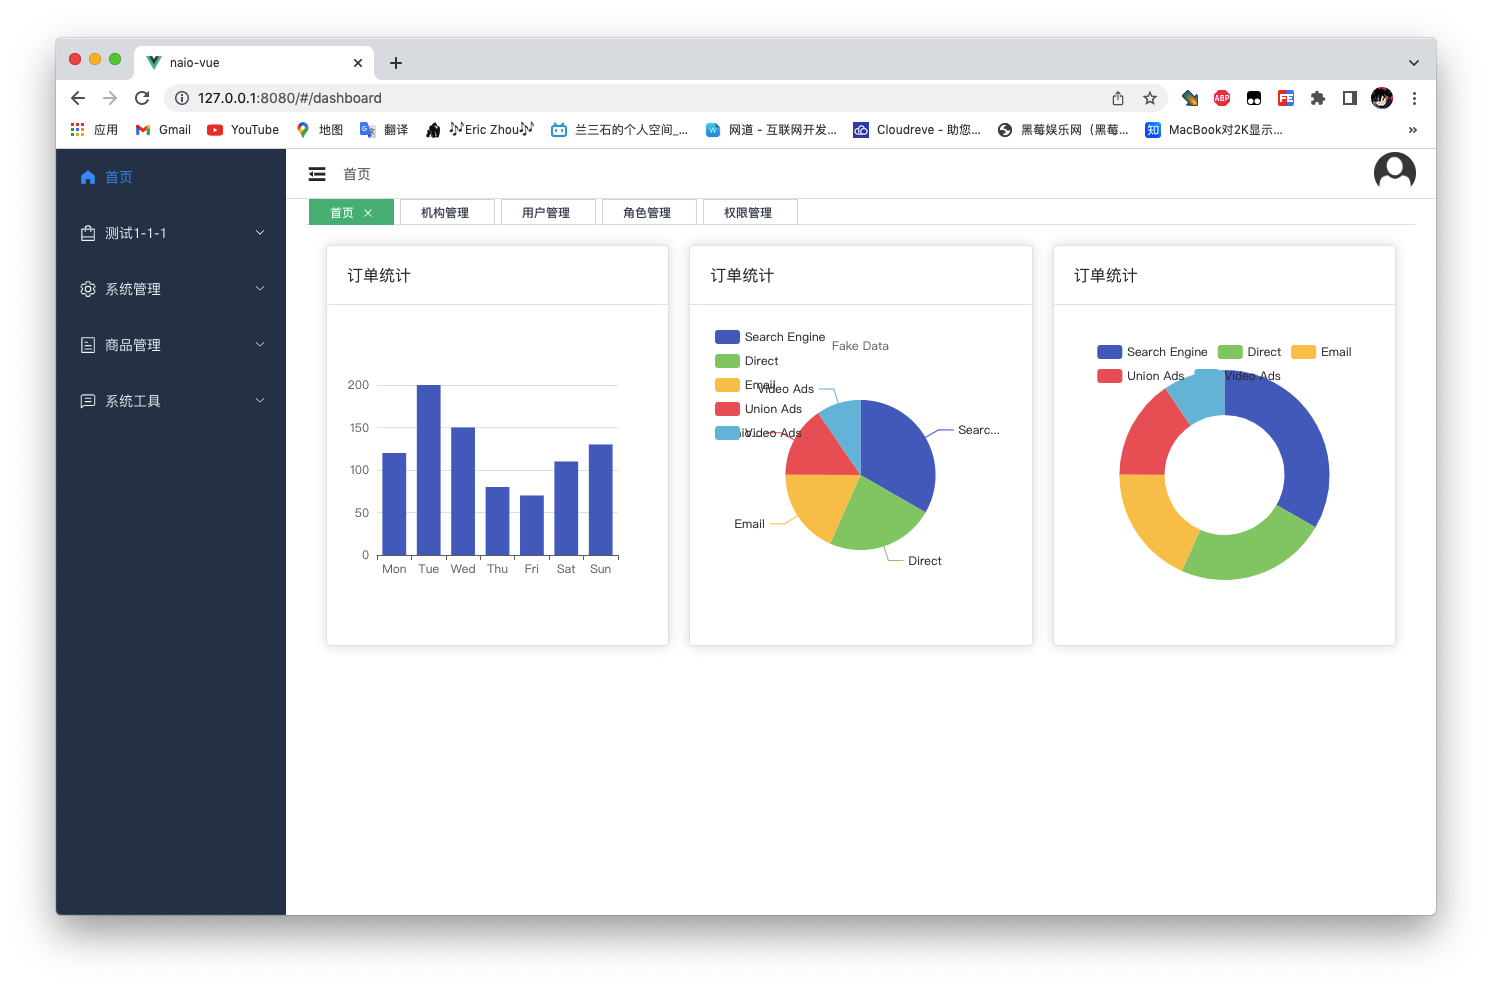 naio-vue
127.0.0.1:8080/#/dashboard
ABP
FE
应用
Gmail
YouTube
地图
翻译
🎶Eric Zhou🎶
兰三石的个人空间_...
网道 - 互联网开发...
Cloudreve - 助您...
黑莓娱乐网（黑莓...
知
MacBook对2K显示...
»
首页
测试1-1-1
系统管理
商品管理
系统工具
首页
首页
机构管理
用户管理
角色管理
权限管理
订单统计
200
150
100
50
0
Mon Tue Wed Thu Fri Sat Sun
订单统计
Search Engine
Direct
Email
Union Ads
Video Ads
Fake Data
Video Ads
Searc...
Email
Direct
订单统计
Search Engine Direct Email
Union Ads Video Ads